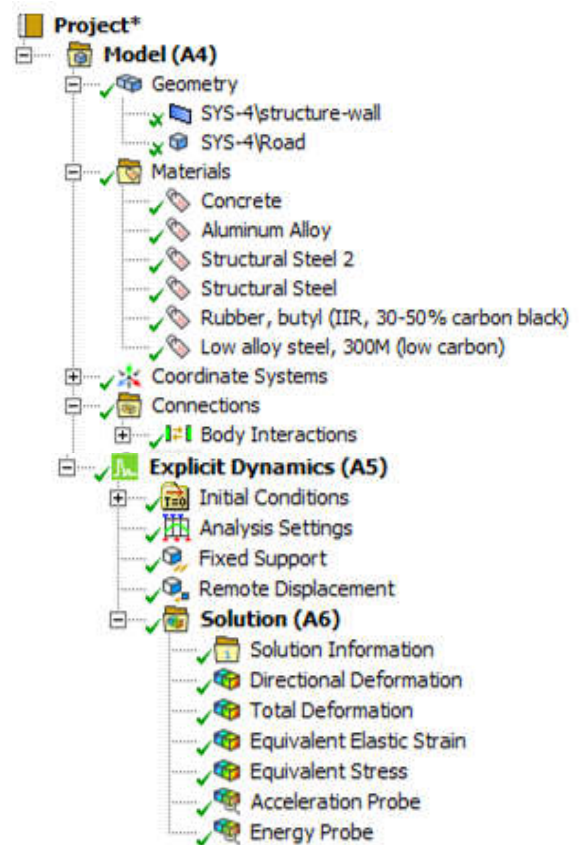 Project*
Model (A4)
Geometry
SYS-4\structure-wall
SYS-4\Road
Materials
Concrete
Aluminum Alloy
Structural Steel 2
Structural Steel
Rubber, butyl (IIR, 30-50% carbon black)
Low alloy steel, 300M (low carbon)
Coordinate Systems
Connections
Body Interactions
Explicit Dynamics (A5)
T=0 Initial Conditions
Analysis Settings
Fixed Support
Remote Displacement
Solution (A6)
Solution Information
Directional Deformation
Total Deformation
Equivalent Elastic Strain
Equivalent Stress
Acceleration Probe
Energy Probe